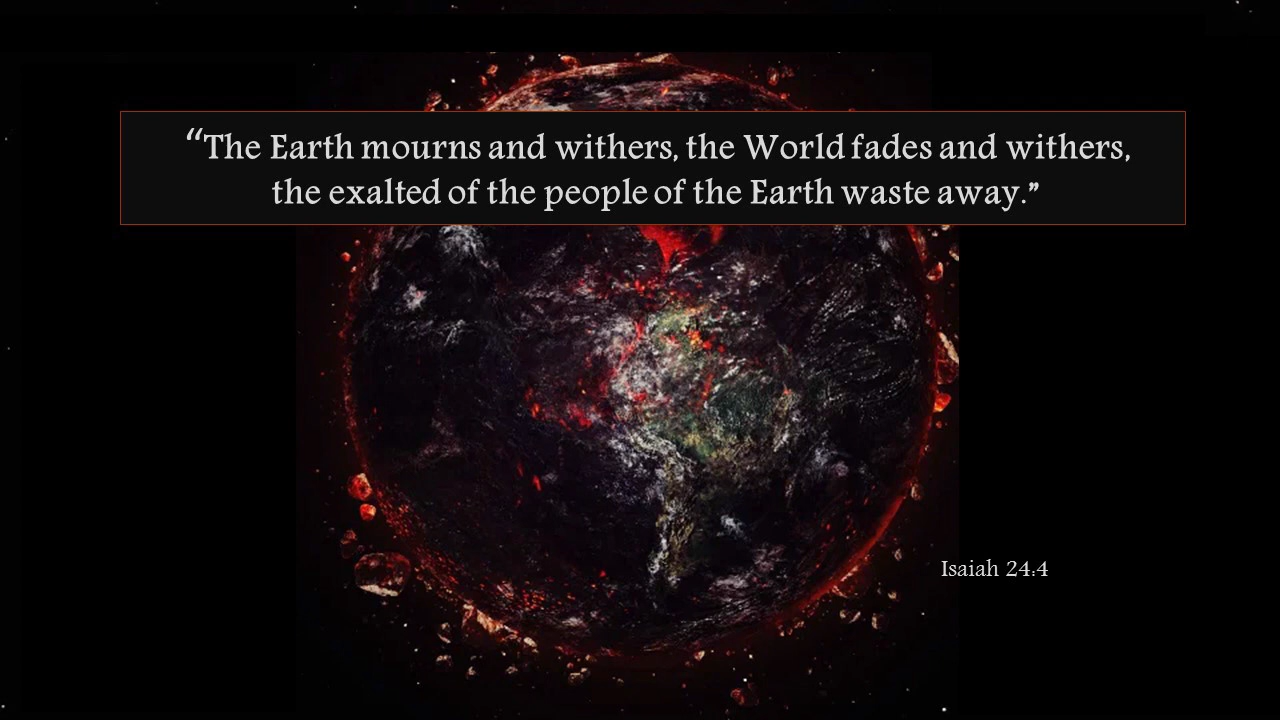 “The Earth mourns and withers, the World fades and withers,
the exalted of the people of the Earth waste away.”
Isaiah 24:4